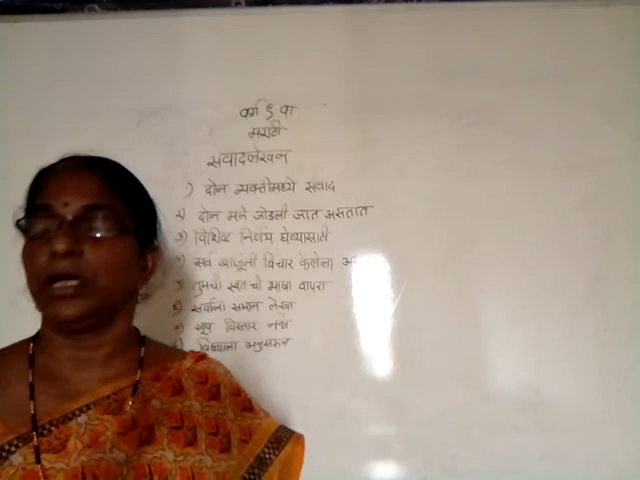 वर्ग ९ वा
मराठी
संवादलेखन
१) दोन व्यक्तींमध्ये संवाद
२) दोन मने जोडली जात असतात
३) विशिष्ट निर्णय घेण्यासाठी
४) सर्व बाजूंनी विचार केलेला
५) तुमची स्वतःची भाषा वापरा
६) सर्वांना समान लेखा
७) खूप विस्तार नको
८) विषयाला अनुसरून